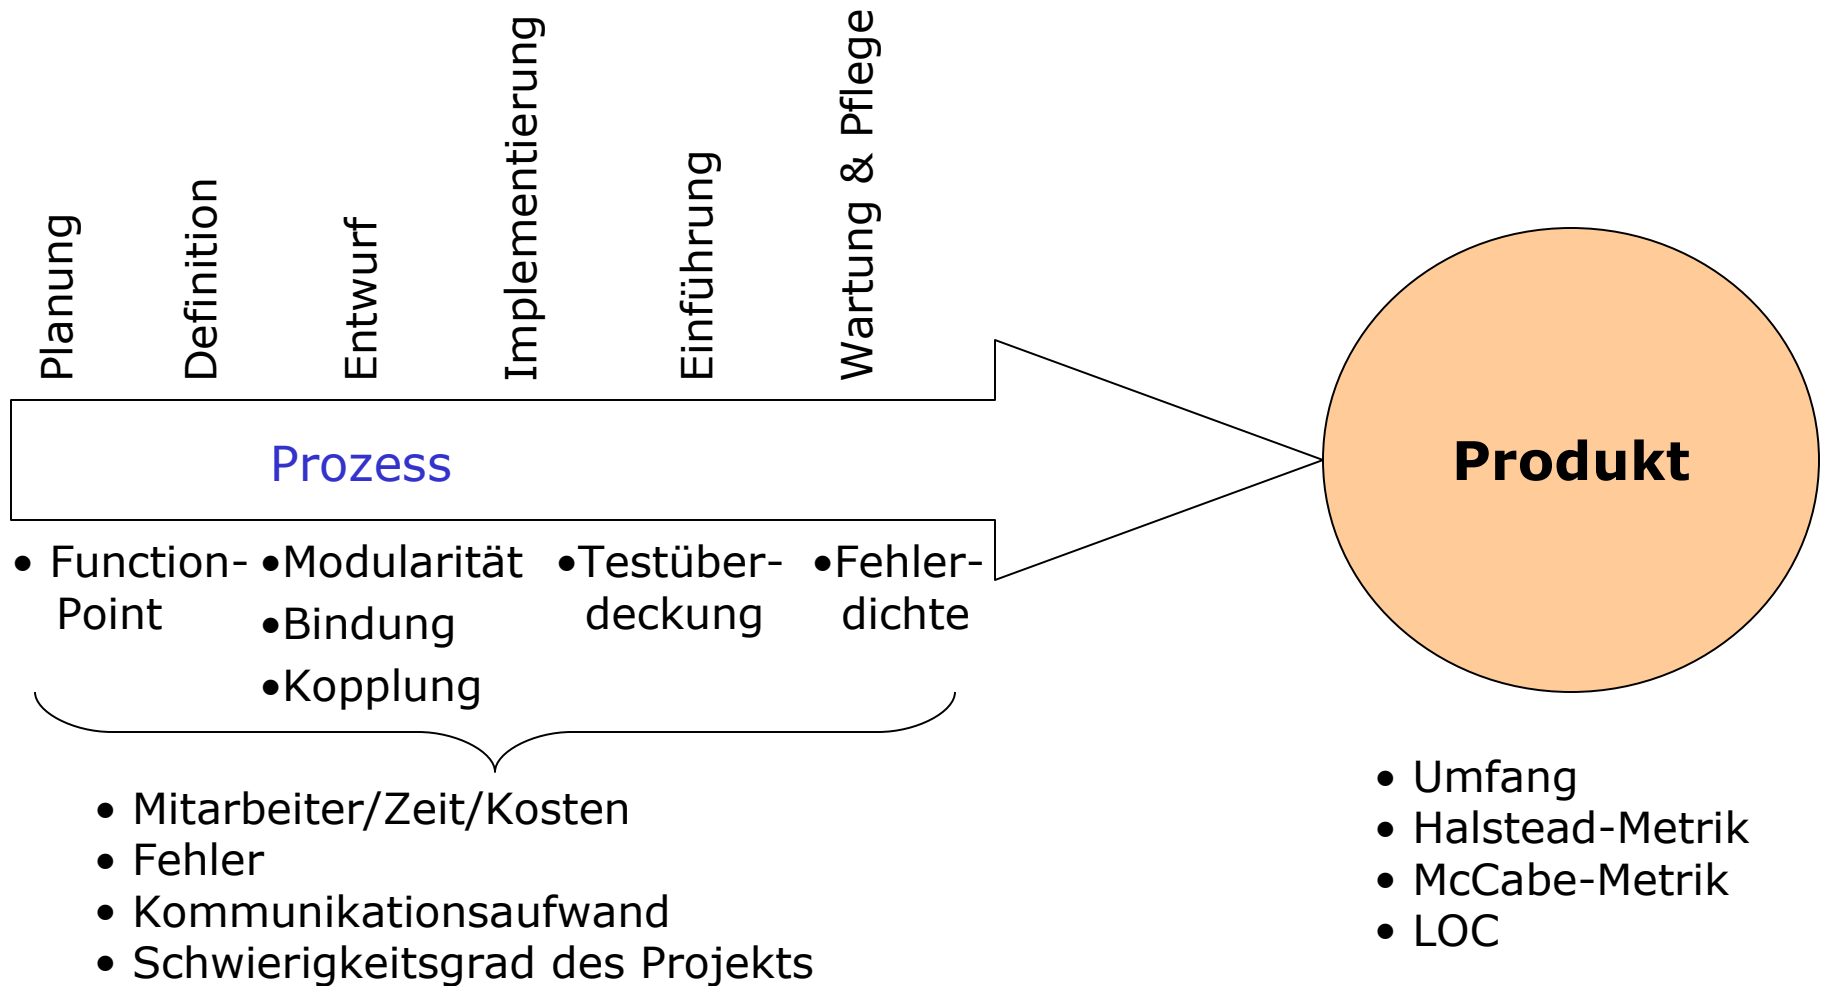 Planung
Definition
Entwurf
Implementierung
Einführung
Wartung & Pflege
Prozess
Produkt
• Function-
Point
•Modularität
•Bindung
•Kopplung
•Testüber-
deckung
•Fehler-
dichte
• Mitarbeiter/Zeit/Kosten
• Fehler
• Kommunikationsaufwand
• Schwierigkeitsgrad des Projekts
• Umfang
• Halstead-Metrik
• McCabe-Metrik
• LOC